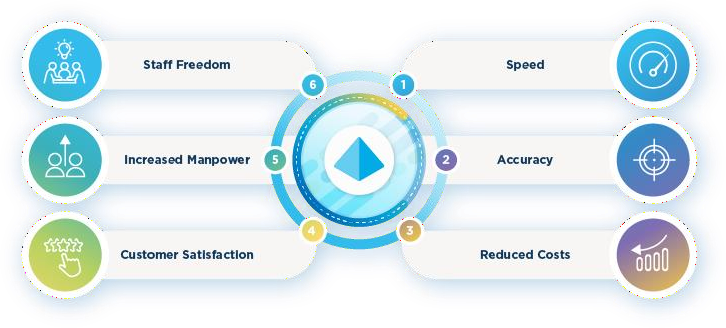 Staff Freedom
6
1
Speed
Increased Manpower
5
2
Accuracy
Customer Satisfaction
4
3
Reduced Costs